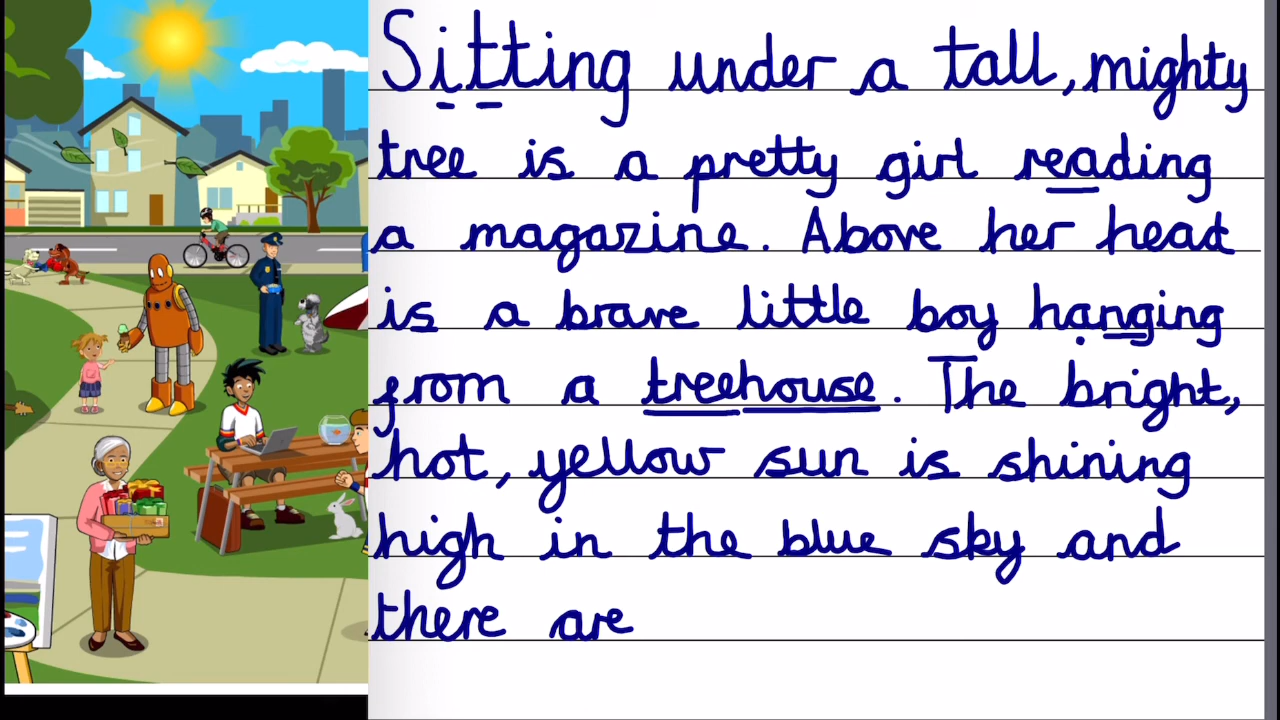 Sitting under a tall, mighty
tree is a pretty girl reading
a magazine. Above her head
is a brave little boy hanging
from a treehouse. The bright,
hot, yellow sun is shining
high in the blue sky and
there are